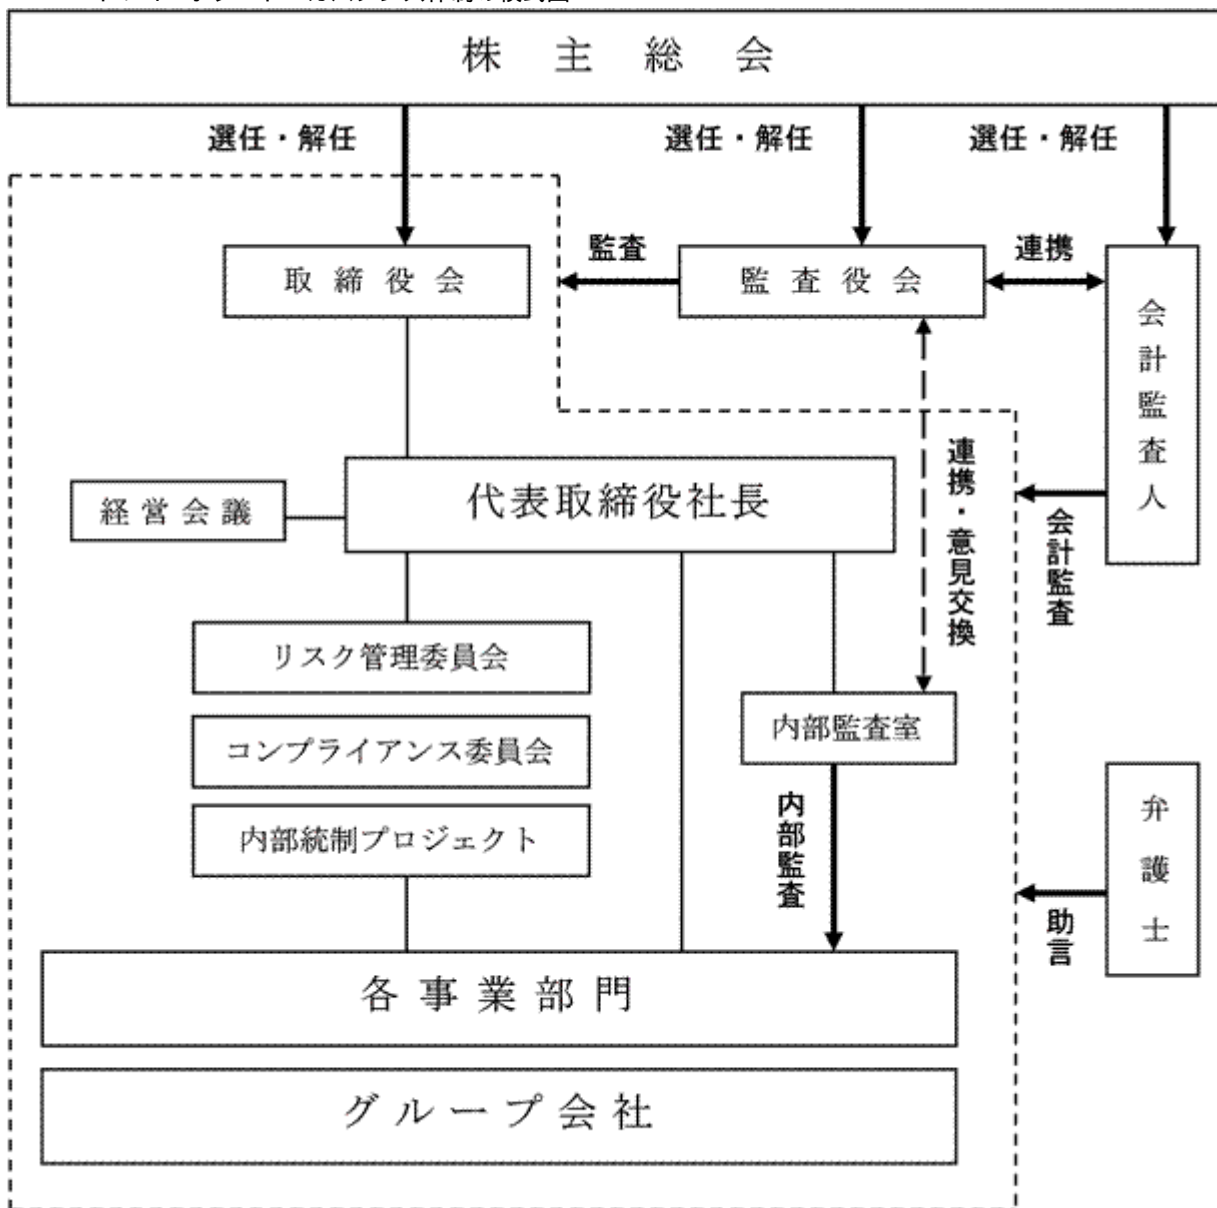 株主総会
選任・解任
選任・解任
選任・解任
取締役会
監査
監査役会
連携
会計監査人
連携・意見交換
代表取締役社長
経営会議
会計監査
リスク管理委員会
内部監査室
コンプライアンス委員会
内部監査
弁護士
内部統制プロジェクト
助言
各事業部門
グループ会社